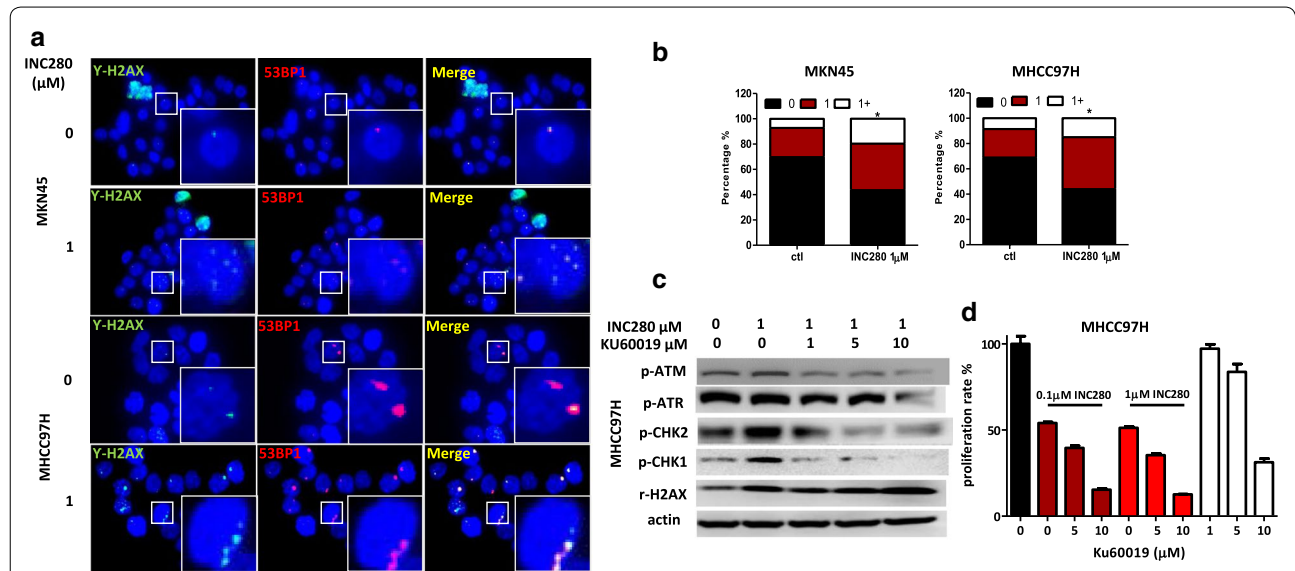 a
INC280
(µM)
Y-H2AX 53BP1 Merge
0
MKN45
Y-H2AX 53BP1 Merge
1
Y-H2AX 53BP1 Merge
0
MHCC97H
Y-H2AX 53BP1 Merge
1
b
MKN45
0 1 1+
Percentage %
120
100
80
60
40
20
0
*
ctl INC280 1µM
MHCC97H
0 1 1+
Percentage %
120
100
80
60
40
20
0
*
ctl INC280 1µM
c
INC280 µM 0 1 1 1 1
KU60019 µM 0 0 1 5 10
MHCC97H
p-ATM
p-ATR
p-CHK2
p-CHK1
r-H2AX
actin
d
MHCC97H
proliferation rate %
100
50
0
0.1µM INC280 1µM INC280
0 0 5 10 0 5 10 1 5 10
Ku60019 (µM)